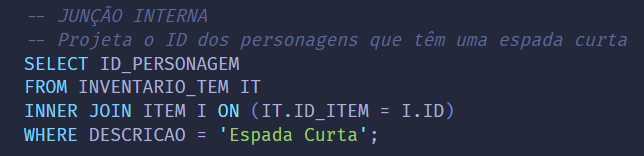 -- JUNÇÃO INTERNA
-- Projeta o ID dos personagens que têm uma espada curta
SELECT ID_PERSONAGEM
FROM INVENTARIO_TEM IT
INNER JOIN ITEM I ON (IT.ID_ITEM = I.ID)
WHERE DESCRICAO = 'Espada Curta';